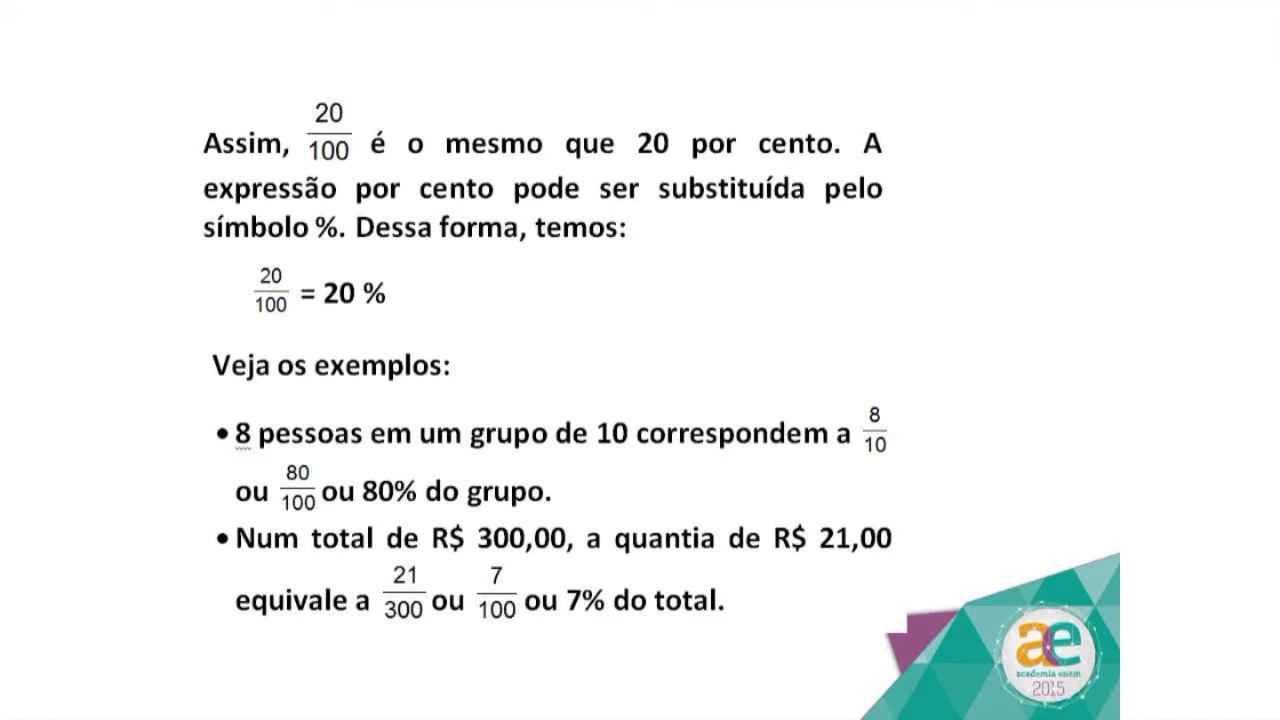 Assim, 20/100 é o mesmo que 20 por cento. A
expressão por cento pode ser substituída pelo
símbolo %. Dessa forma, temos:
20/100 = 20 %
Veja os exemplos:
• 8 pessoas em um grupo de 10 correspondem a 8/10
ou 80/100 ou 80% do grupo.
• Num total de R$ 300,00, a quantia de R$ 21,00
equivale a 21/300 ou 7/100 ou 7% do total.
ae
academia enem
2015